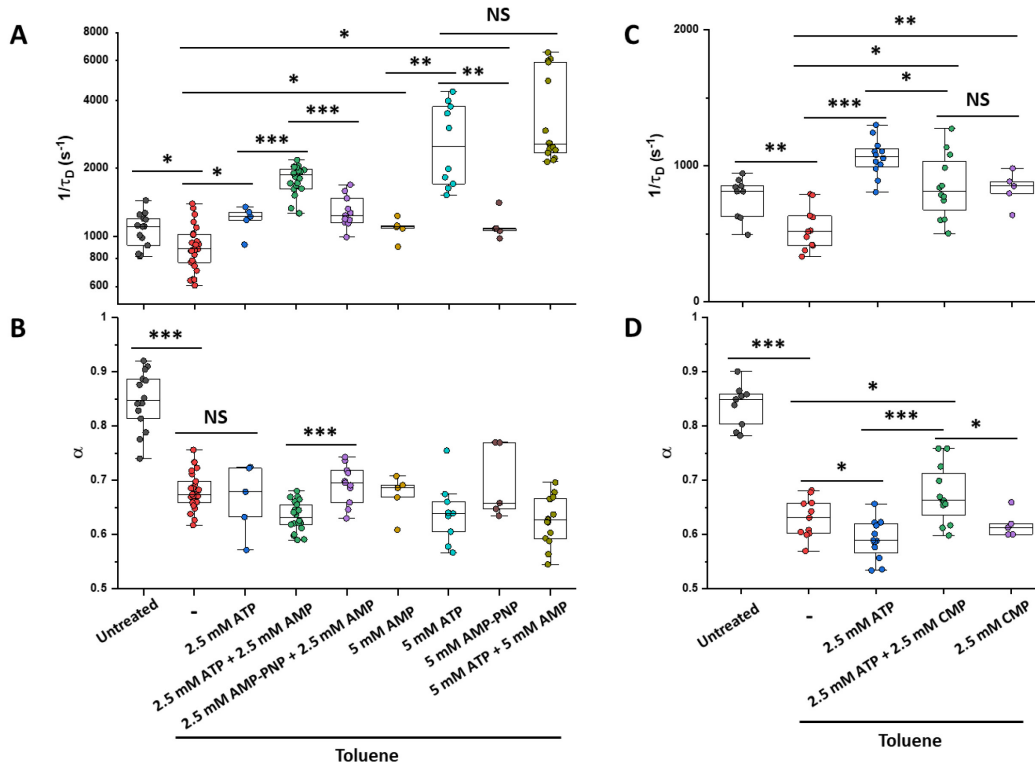 A
8000
6000
4000
2000
1000
800
600
1/τD (s-1)
*
*
***
*
***
*
**
**
NS
B
1
0.9
0.8
0.7
0.6
0.5
α
***
NS
***
Untreated
-
2.5 mM ATP
2.5 mM ATP + 2.5 mM AMP
2.5 mM AMP-PNP + 2.5 mM AMP
5 mM AMP
5 mM ATP
5 mM AMP-PNP
5 mM ATP + 5 mM AMP
Toluene
C
2000
1000
0
1/τD (s-1)
**
***
*
*
**
NS
D
1
0.9
0.8
0.7
0.6
0.5
α
***
*
*
***
*
Untreated
-
2.5 mM ATP
2.5 mM ATP + 2.5 mM CMP
2.5 mM CMP
Toluene